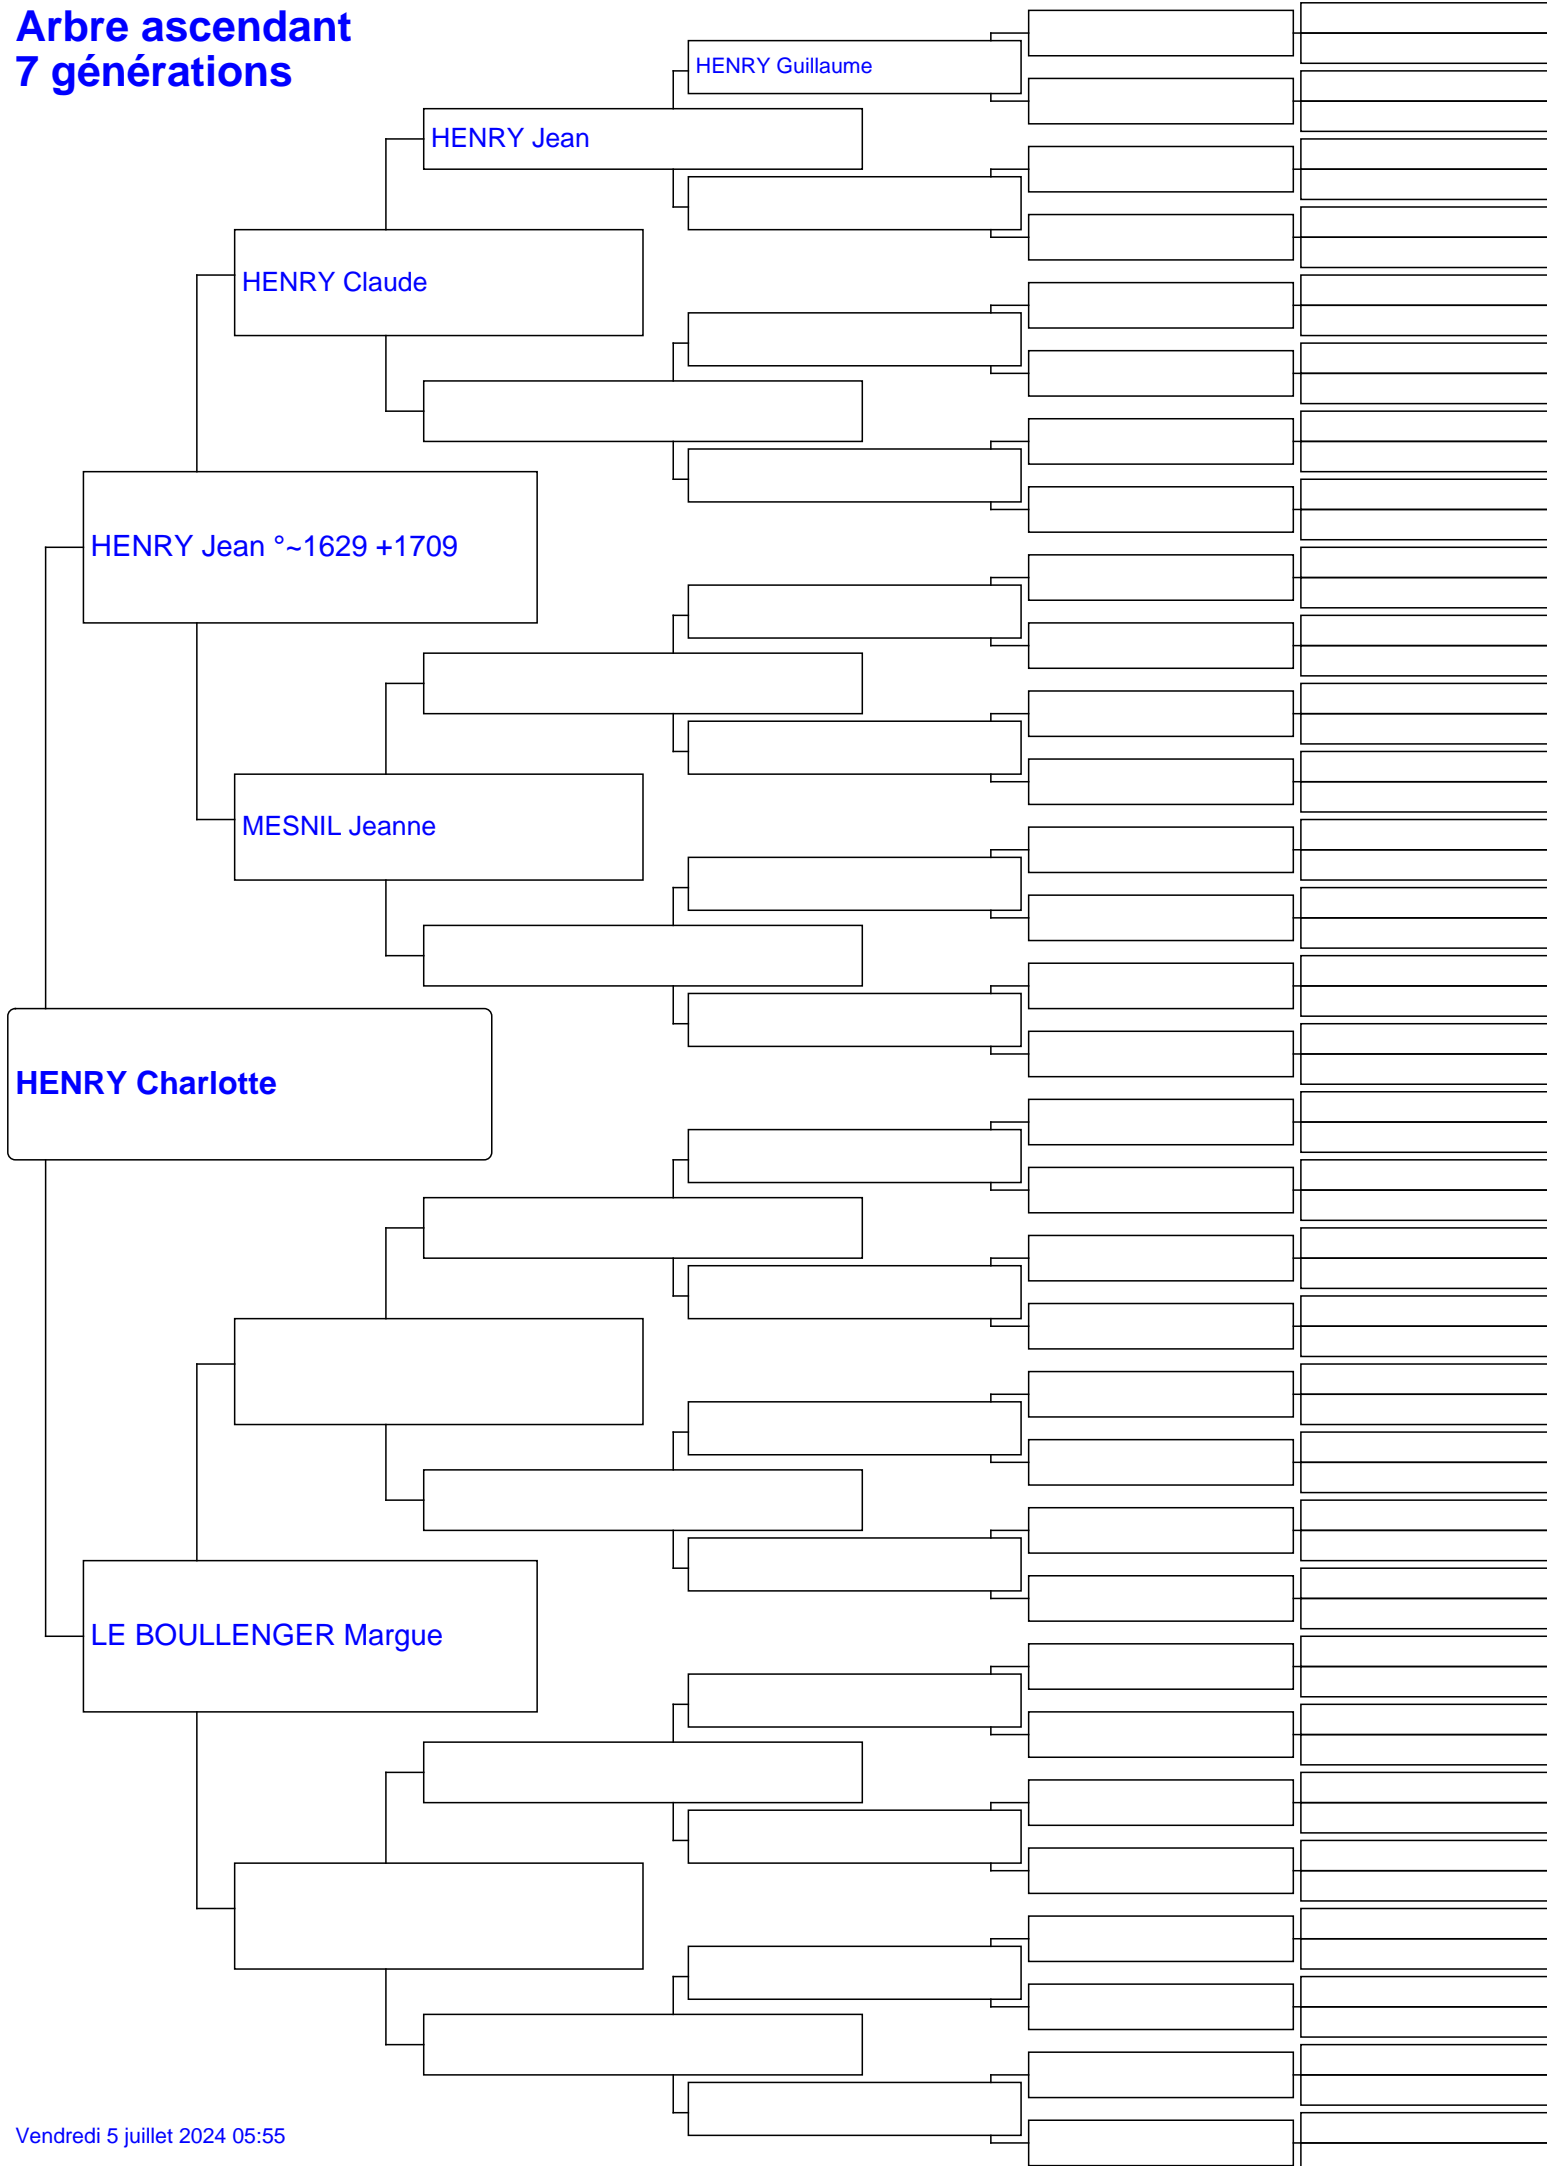 Arbre ascendant
7 générations
HENRY Guillaume
HENRY Jean
HENRY Claude
HENRY Jean °~1629 +1709
MESNIL Jeanne
HENRY Charlotte
LE BOULLENGER Margue
Vendredi 5 juillet 2024 05:55